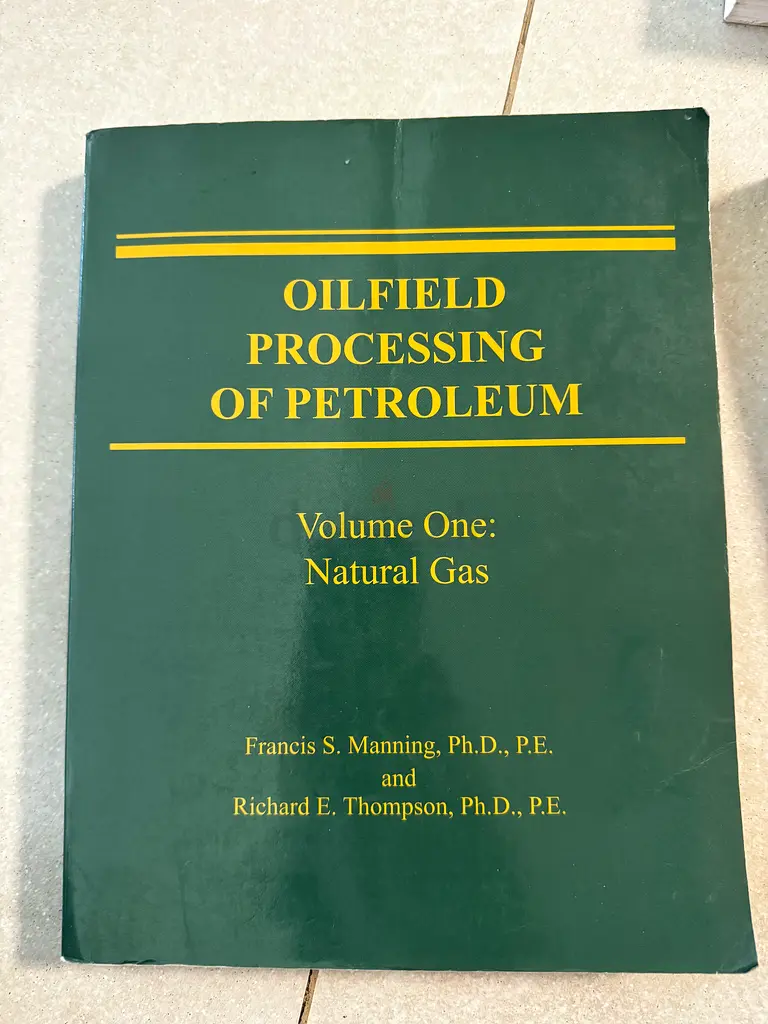 OILFIELD
PROCESSING
OF PETROLEUM
Volume One:
Natural Gas
Francis S. Manning, Ph.D., P.E.
and
Richard E. Thompson, Ph.D., P.E.